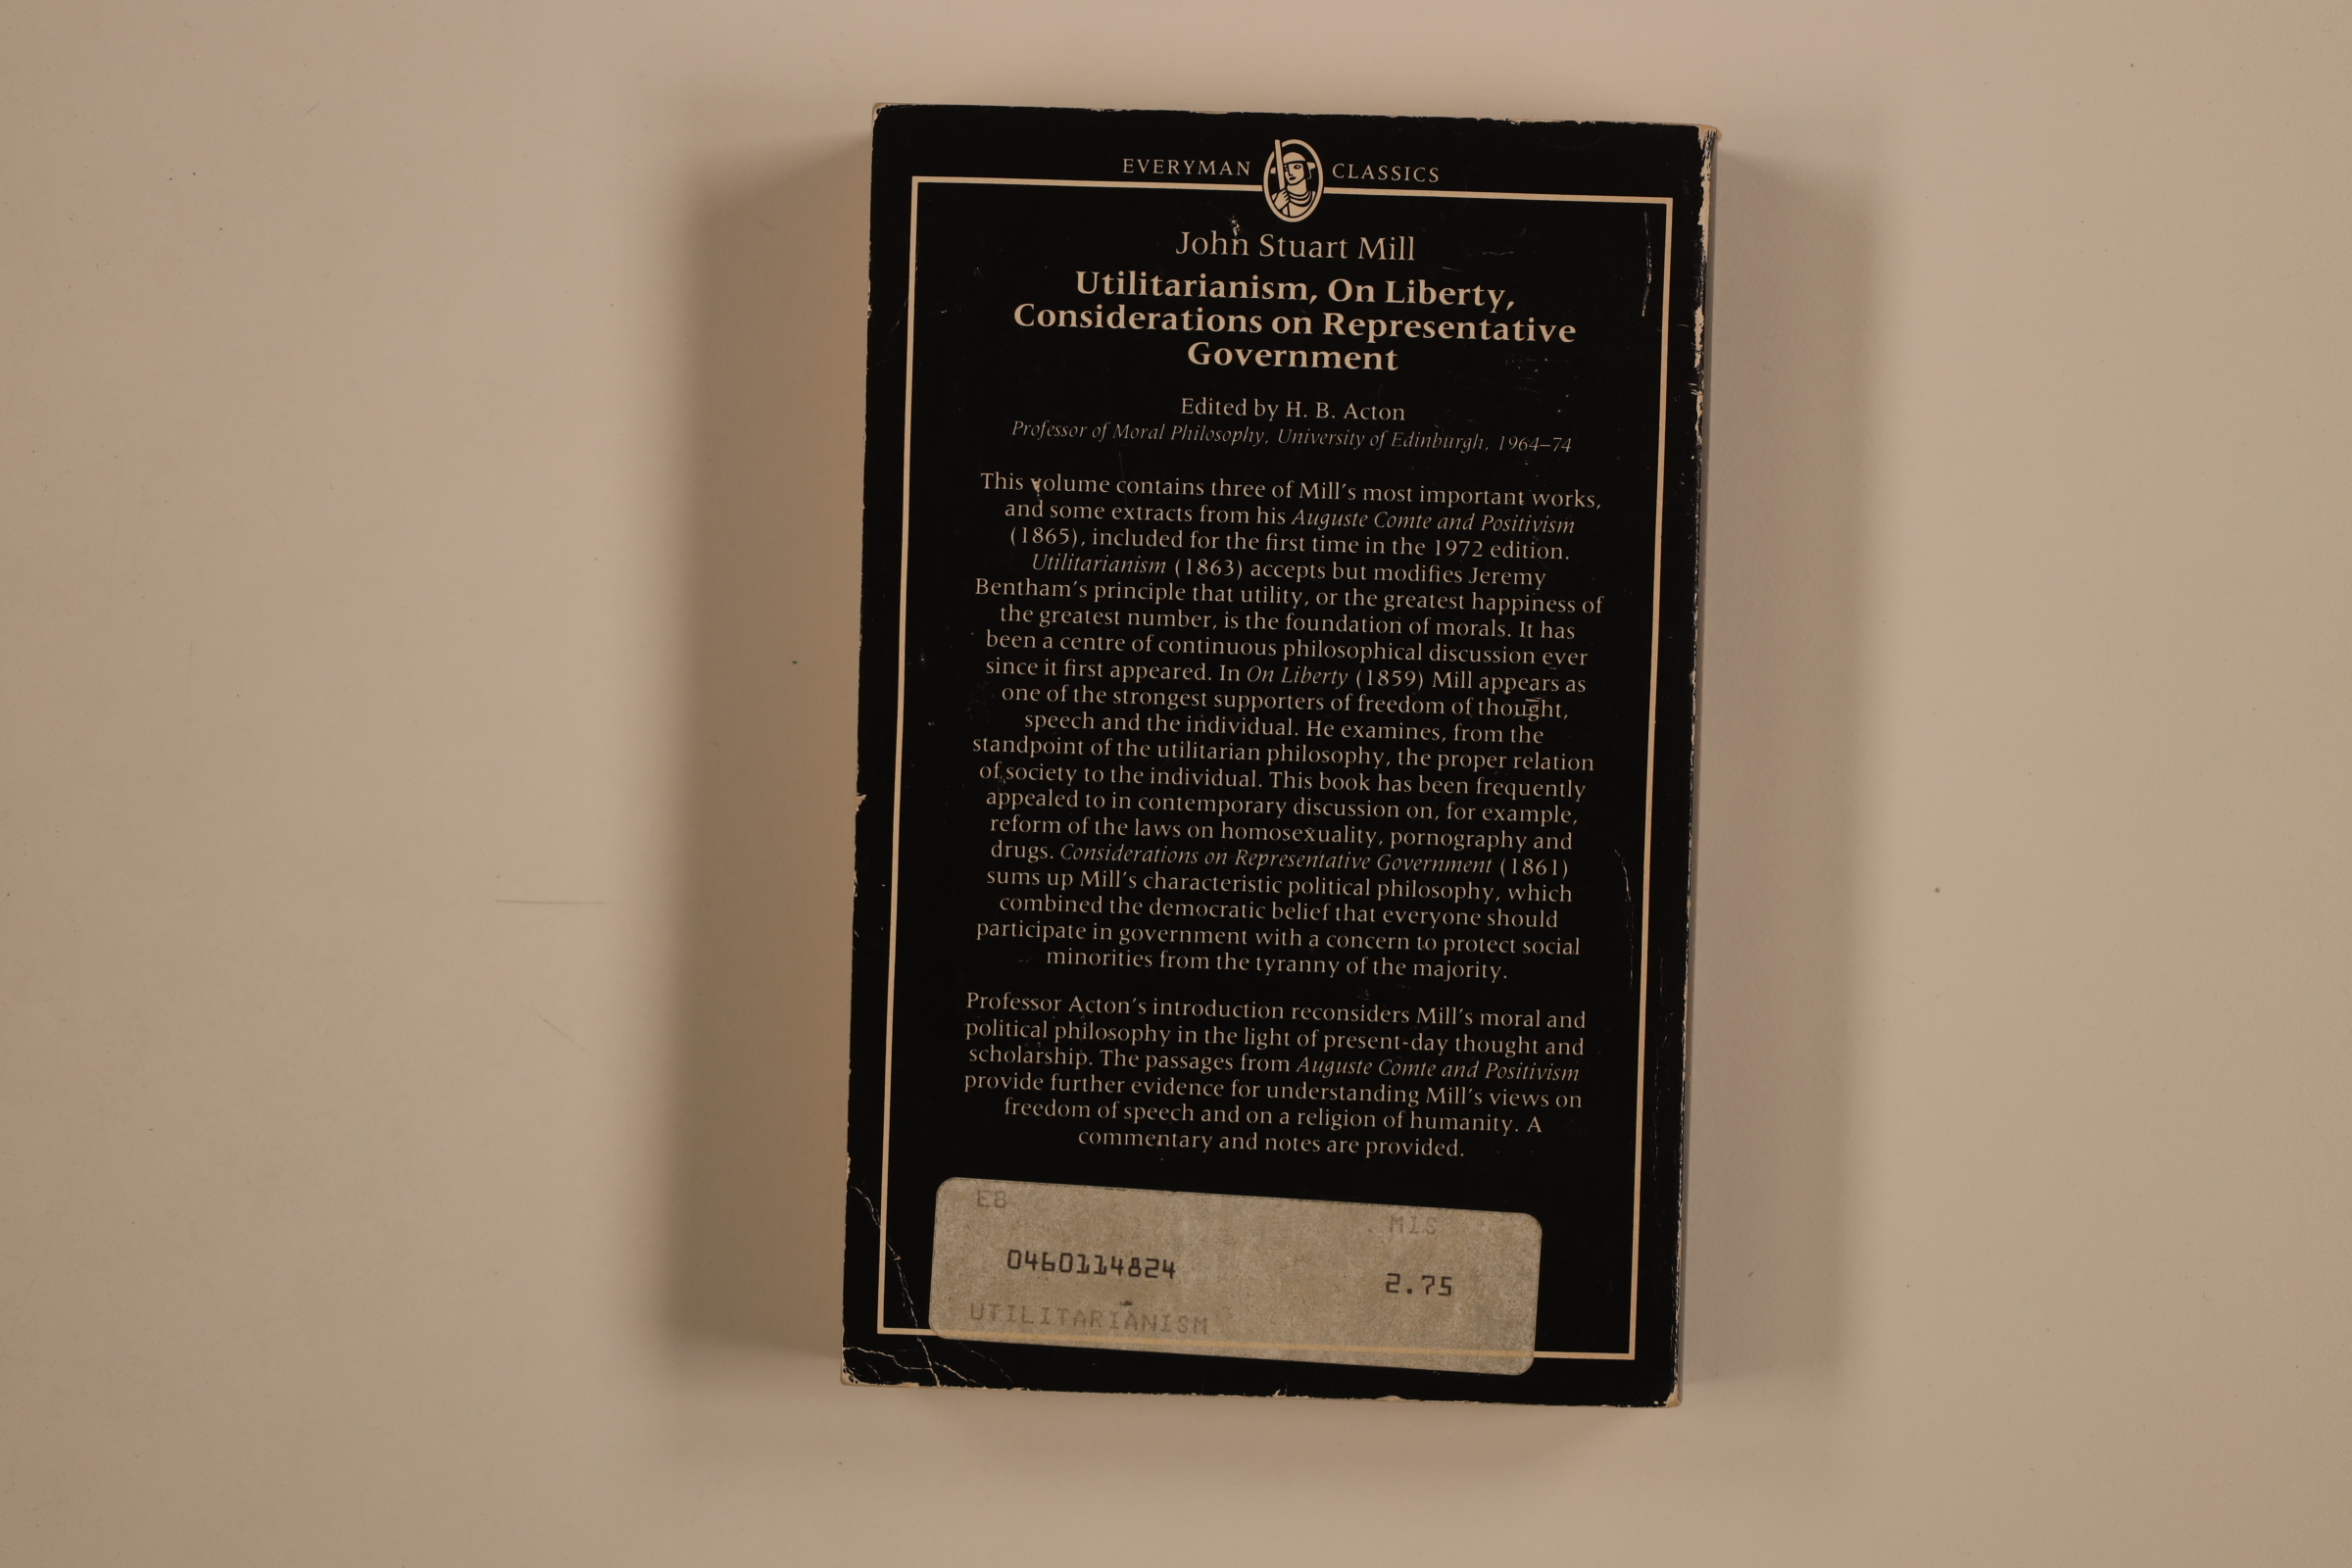 EVERYMAN CLASSICS
John Stuart Mill
Utilitarianism, On Liberty,
Considerations on Representative
Government
Edited by H. B. Acton
Professor of Moral Philosophy, University of Edinburgh, 1964–74
This volume contains three of Mill's most important works,
and some extracts from his Auguste Comte and Positivism
(1865), included for the first time in the 1972 edition.
Utilitarianism (1863) accepts but modifies Jeremy
Bentham's principle that utility, or the greatest happiness of
the greatest number, is the foundation of morals. It has
been a centre of continuous philosophical discussion ever
since it first appeared. In On Liberty (1859) Mill appears as
one of the strongest supporters of freedom of thought,
speech and the individual. He examines, from the
standpoint of the utilitarian philosophy, the proper relation
of society to the individual. This book has been frequently
appealed to in contemporary discussion on, for example,
reform of the laws on homosexuality, pornography and
drugs. Considerations on Representative Government (1861)
sums up Mill's characteristic political philosophy, which
combined the democratic belief that everyone should
participate in government with a concern to protect social
minorities from the tyranny of the majority.
Professor Acton's introduction reconsiders Mill's moral and
political philosophy in the light of present-day thought and
scholarship. The passages from Auguste Comte and Positivism
provide further evidence for understanding Mill's views on
freedom of speech and on a religion of humanity. A
commentary and notes are provided.
E8 MIS
0460114824 2.75
UTILITARIANISM